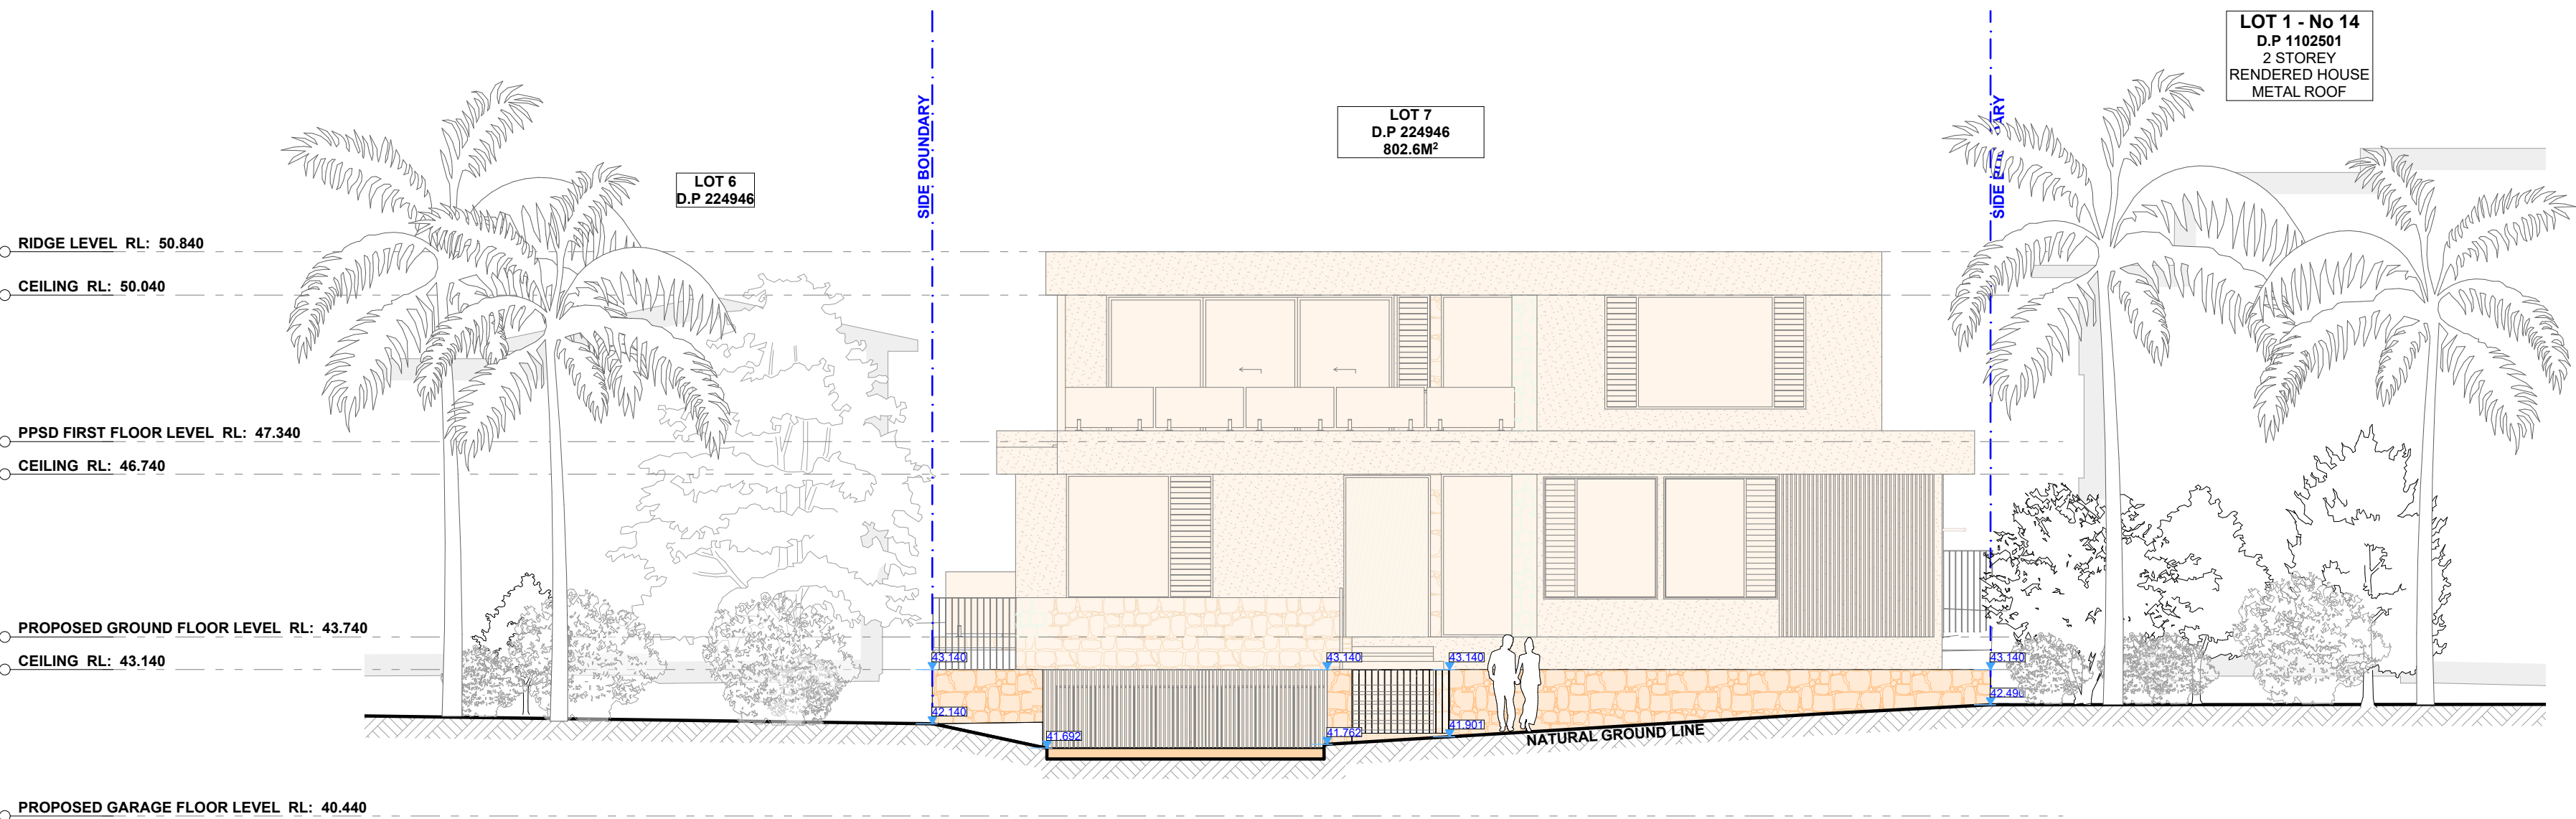 LOT 1 - No 14
D.P 1102501
2 STOREY
RENDERED HOUSE
METAL ROOF
LOT 7
D.P 224946
802.6M²
LOT 6
D.P 224946
SIDE BOUNDARY
SIDE
ARY
RIDGE LEVEL RL: 50.840
CEILING RL: 50.040
PPSD FIRST FLOOR LEVEL RL: 47.340
CEILING RL: 46.740
PROPOSED GROUND FLOOR LEVEL RL: 43.740
CEILING RL: 43.140
43.140
43.140
43.140
43.140
42.490
42.140
41.692
41.762
41.901
NATURAL GROUND LINE
PROPOSED GARAGE FLOOR LEVEL RL: 40.440